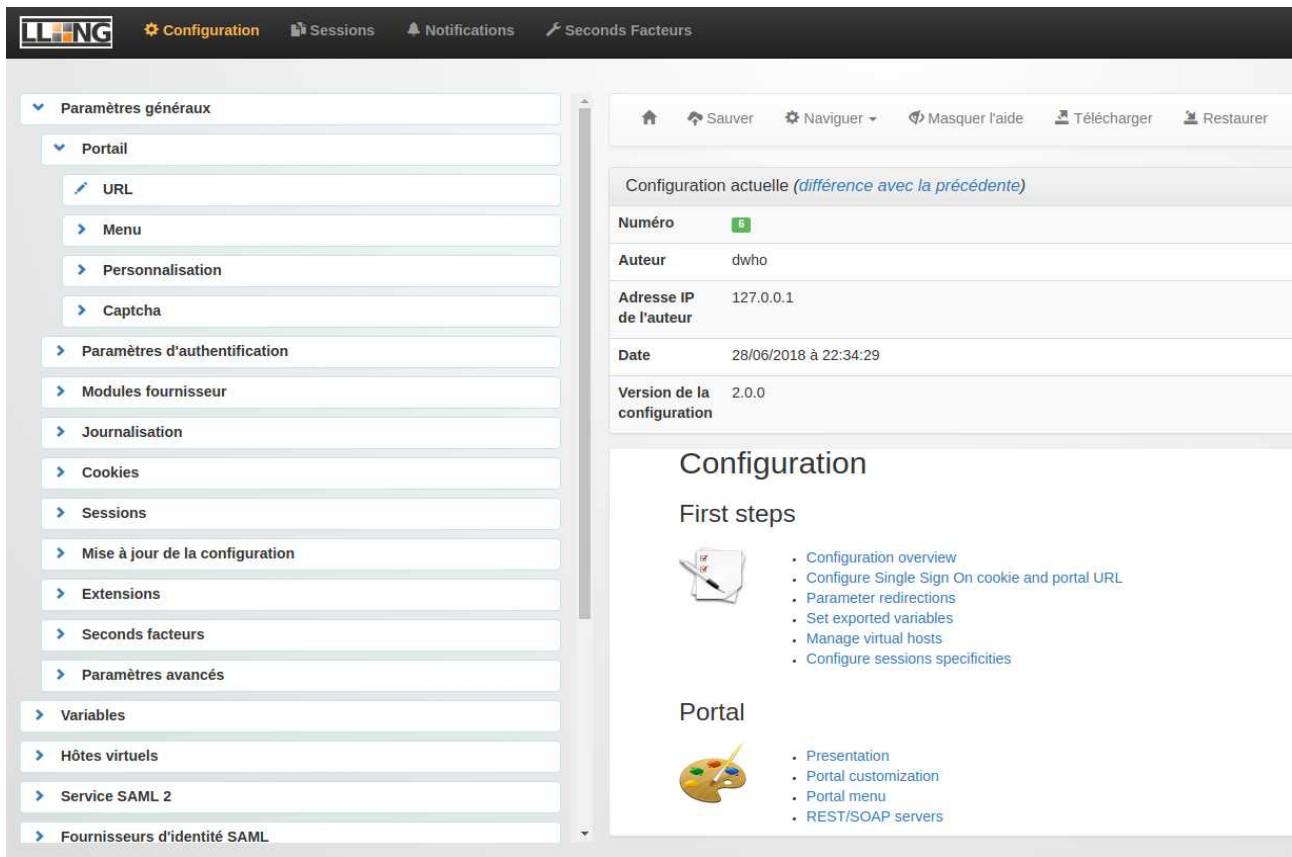 LL::NG
Configuration
Sessions
Notifications
Seconds Facteurs
Paramètres généraux
Portail
URL
Menu
Personnalisation
Captcha
Paramètres d'authentification
Modules fournisseur
Journalisation
Cookies
Sessions
Mise à jour de la configuration
Extensions
Seconds facteurs
Paramètres avancés
Variables
Hôtes virtuels
Service SAML 2
Fournisseurs d'identité SAML
Sauver
Naviguer
Masquer l'aide
Télécharger
Restaurer
Configuration actuelle (différence avec la précédente)
Numéro 6
Auteur dwho
Adresse IP 127.0.0.1
de l'auteur
Date 28/06/2018 à 22:34:29
Version de la 2.0.0
configuration
Configuration
First steps
Configuration overview
Configure Single Sign On cookie and portal URL
Parameter redirections
Set exported variables
Manage virtual hosts
Configure sessions specificities
Portal
Presentation
Portal customization
Portal menu
REST/SOAP servers